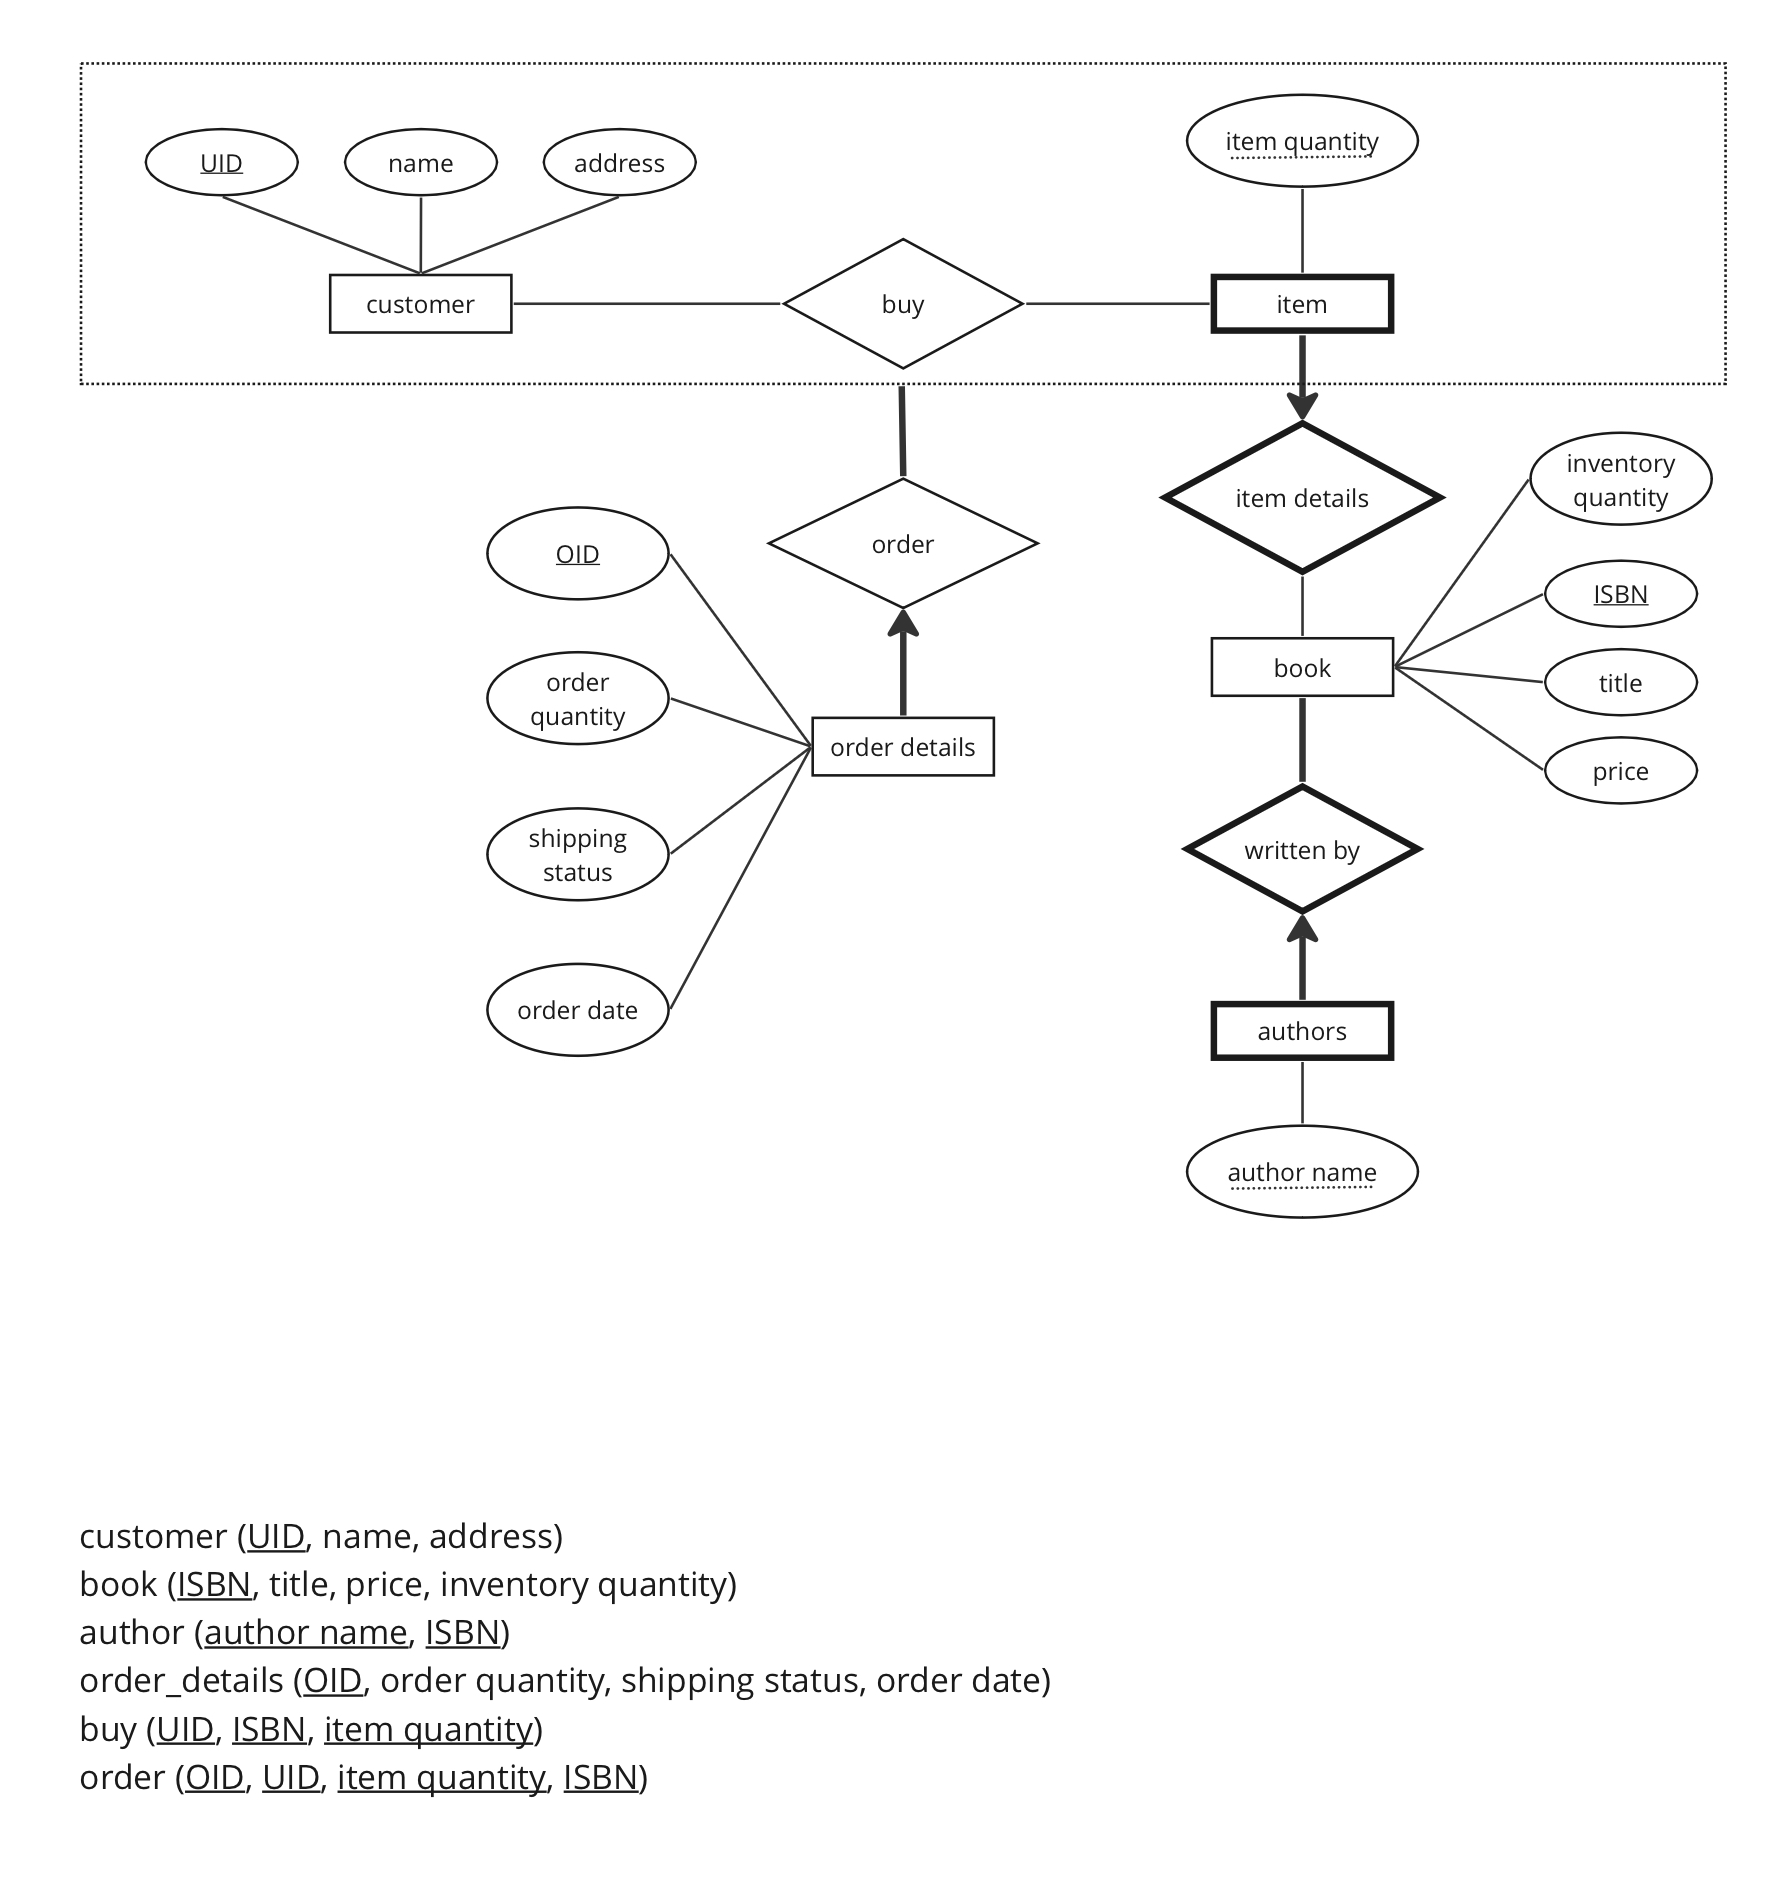 item quantity
UID
name
address
customer
buy
item
inventory
quantity
item details
order
OID
ISBN
book
title
order
quantity
order details
price
shipping
status
written by
order date
authors
author name
customer (UID, name, address)
book (ISBN, title, price, inventory quantity)
author (author name, ISBN)
order_details (OID, order quantity, shipping status, order date)
buy (UID, ISBN, item quantity)
order (OID, UID, item quantity, ISBN)